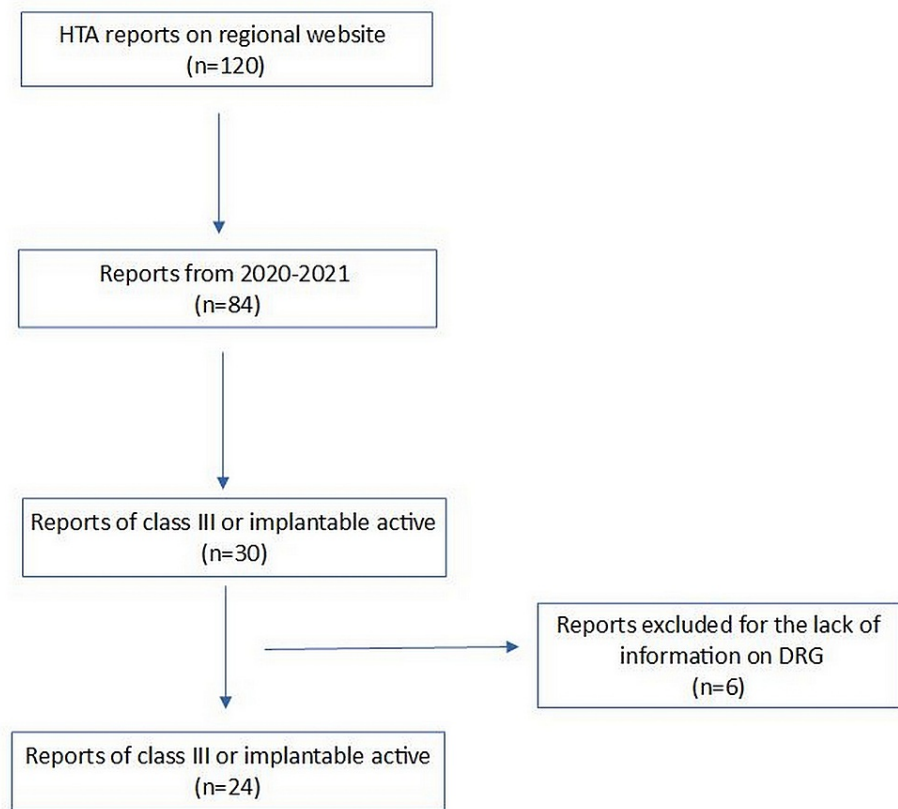 HTA reports on regional website
(n=120)
Reports from 2020-2021
(n=84)
Reports of class III or implantable active
(n=30)
Reports excluded for the lack of
information on DRG
(n=6)
Reports of class III or implantable active
(n=24)